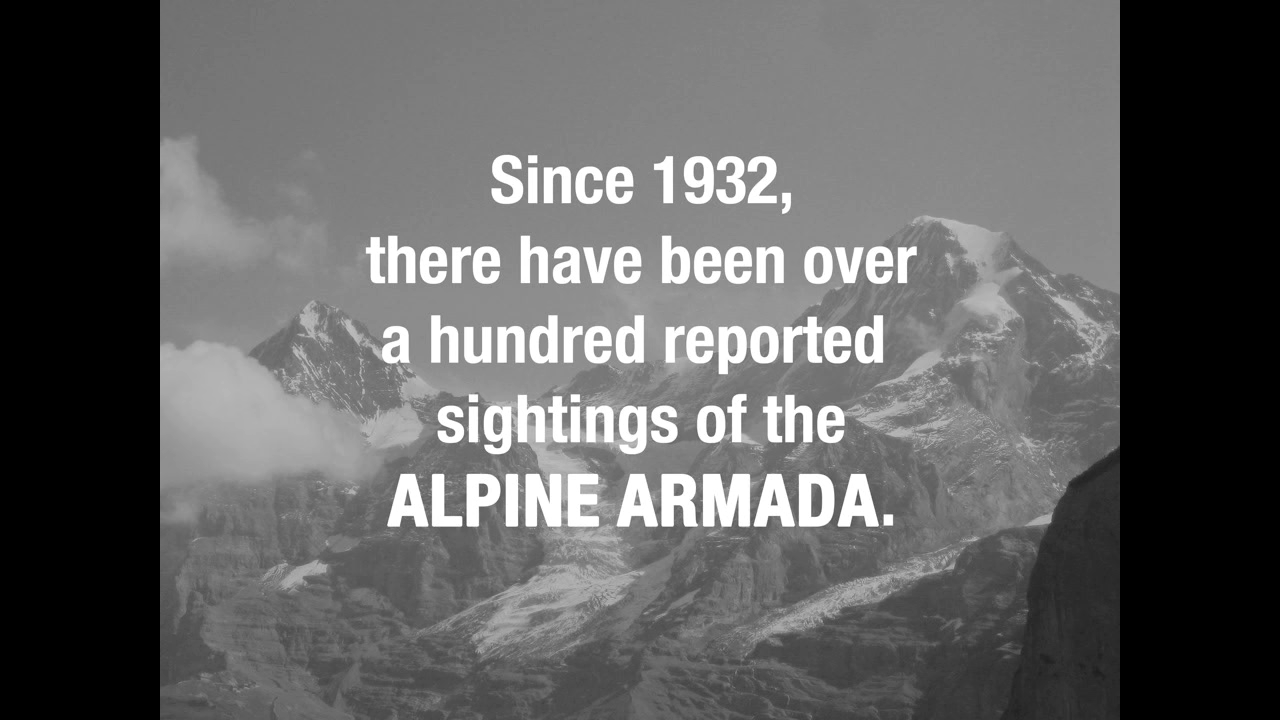 Since 1932,
there have been over
a hundred reported
sightings of the
ALPINE ARMADA.